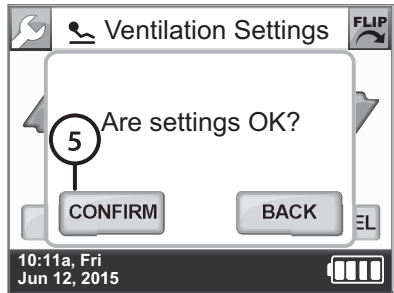 Ventilation Settings
FLIP
Are settings OK?
5
CONFIRM
BACK
EL
10:11a, Fri
Jun 12, 2015